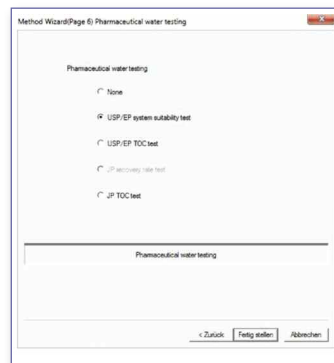 Method Wizard(Page 6) Pharmaceutical water testing
Pharmaceutical water testing
None
USP/EP system suitability test
USP/EP TOC test
JP recovery rate test
JP TOC test
Pharmaceutical water testing
< Zurück
Fertig stellen
Abbrechen